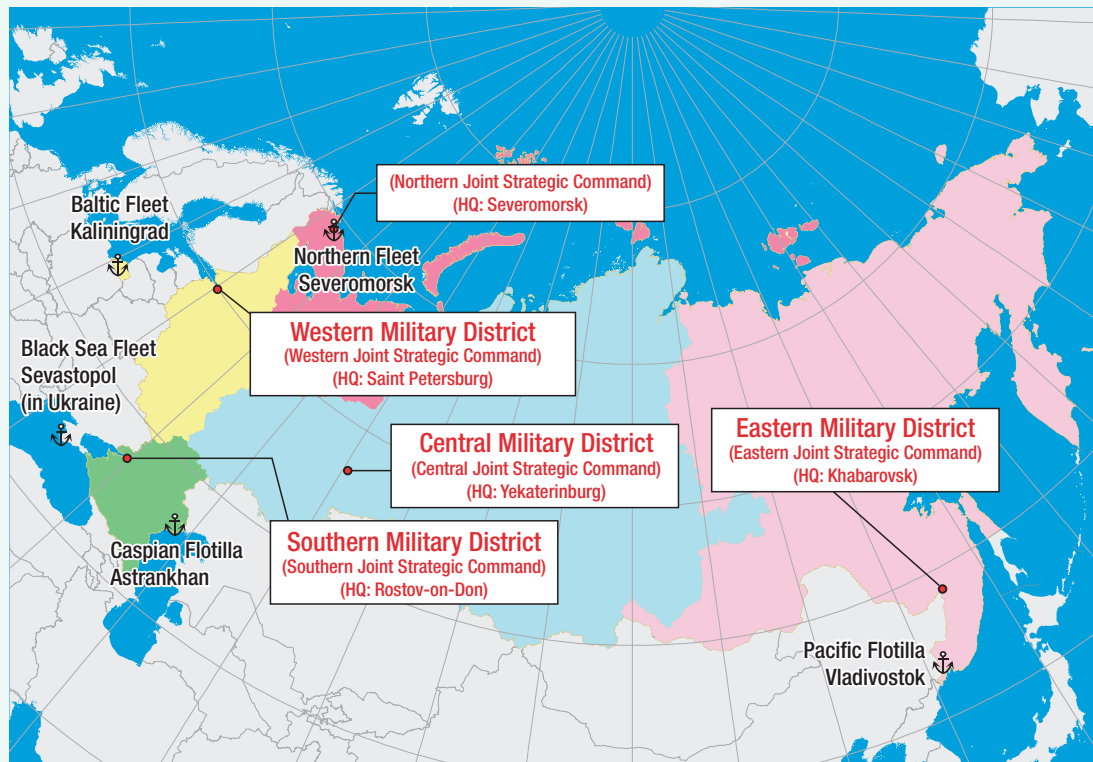 (Northern Joint Strategic Command)
(HQ: Severomorsk)
Baltic Fleet
Kaliningrad
Northern Fleet
Severomorsk
Western Military District
(Western Joint Strategic Command)
(HQ: Saint Petersburg)
Black Sea Fleet
Sevastopol
(in Ukraine)
Central Military District
(Central Joint Strategic Command)
(HQ: Yekaterinburg)
Eastern Military District
(Eastern Joint Strategic Command)
(HQ: Khabarovsk)
Southern Military District
(Southern Joint Strategic Command)
(HQ: Rostov-on-Don)
Caspian Flotilla
Astrankhan
Pacific Flotilla
Vladivostok